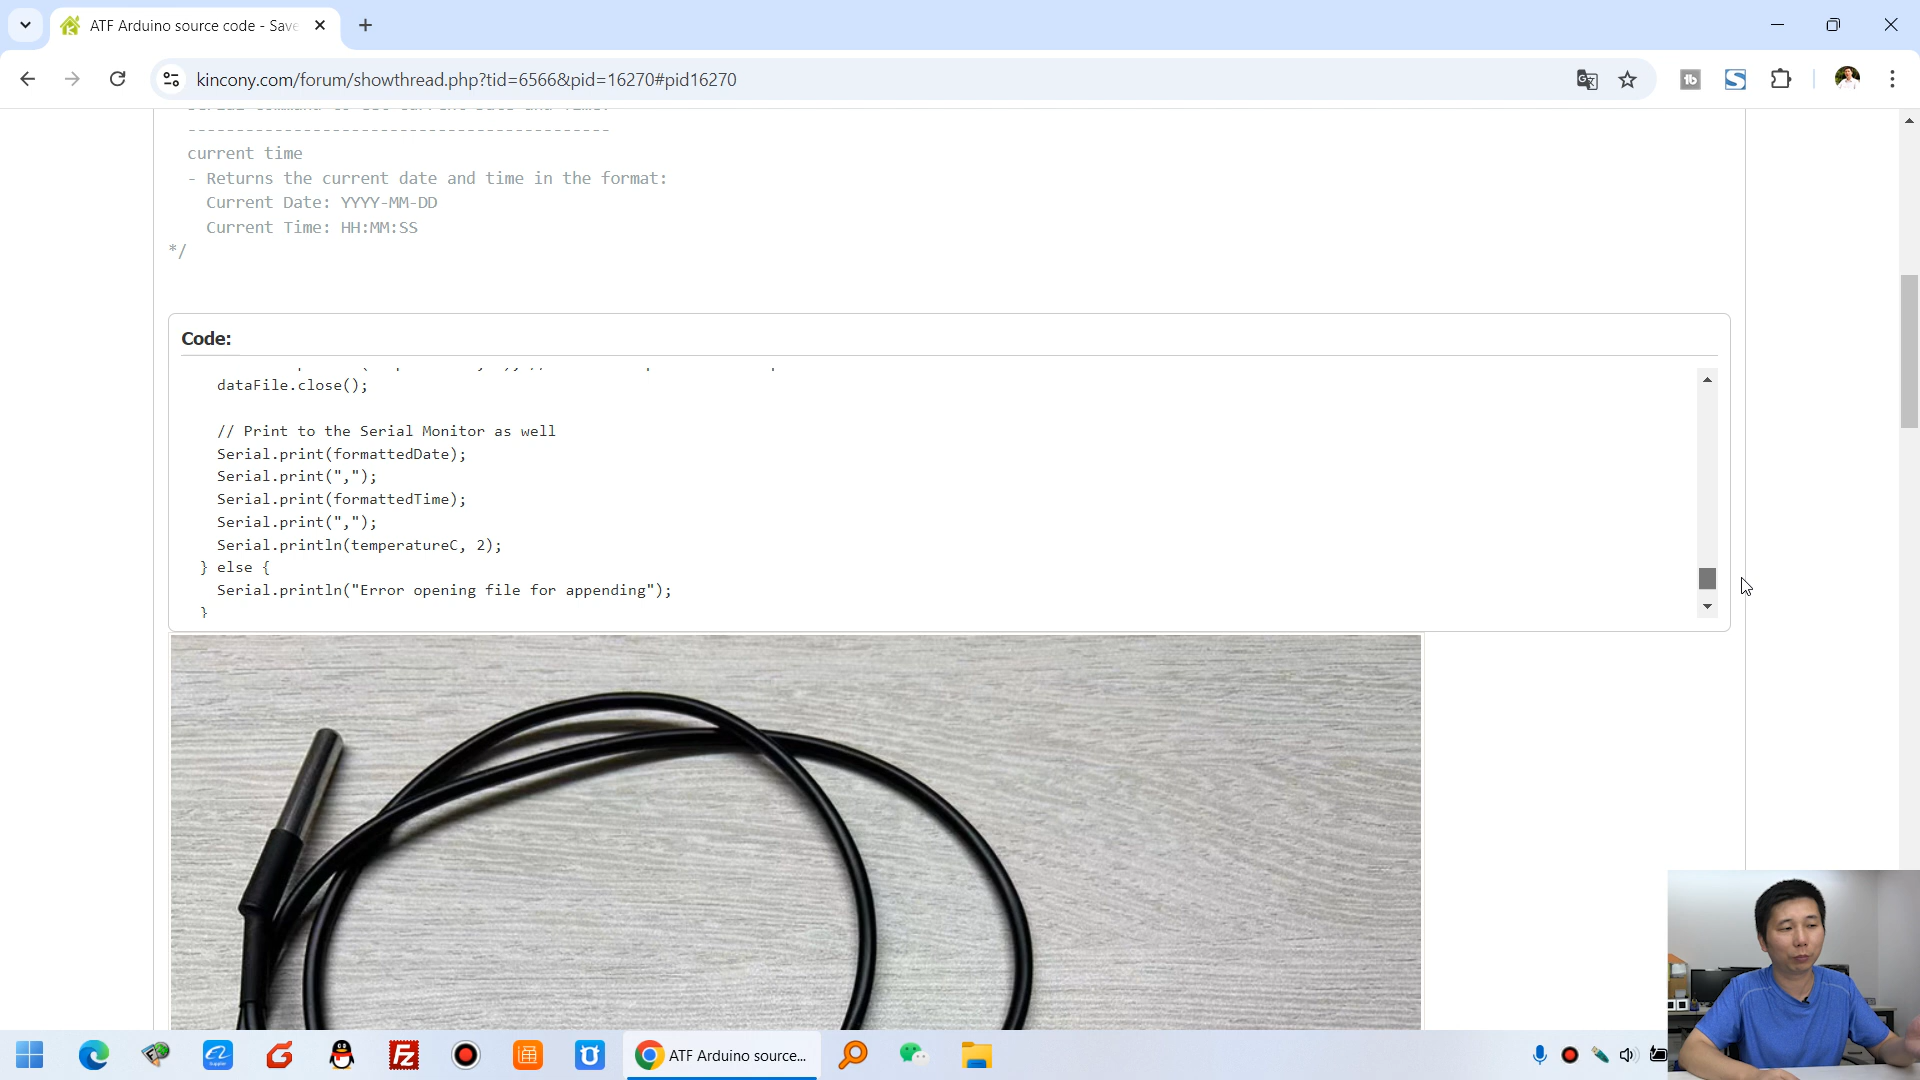 ATF Arduino source code - Save
kincony.com/forum/showthread.php?tid=6566&pid=16270#pid16270
-------------------------------------------
current time
- Returns the current date and time in the format:
Current Date: YYYY-MM-DD
Current Time: HH:MM:SS
*/
Code:
dataFile.close();
// Print to the Serial Monitor as well
Serial.print(formattedDate);
Serial.print(",");
Serial.print(formattedTime);
Serial.print(",");
Serial.println(temperatureC, 2);
} else {
Serial.println("Error opening file for appending");
}
ATF Arduino source...